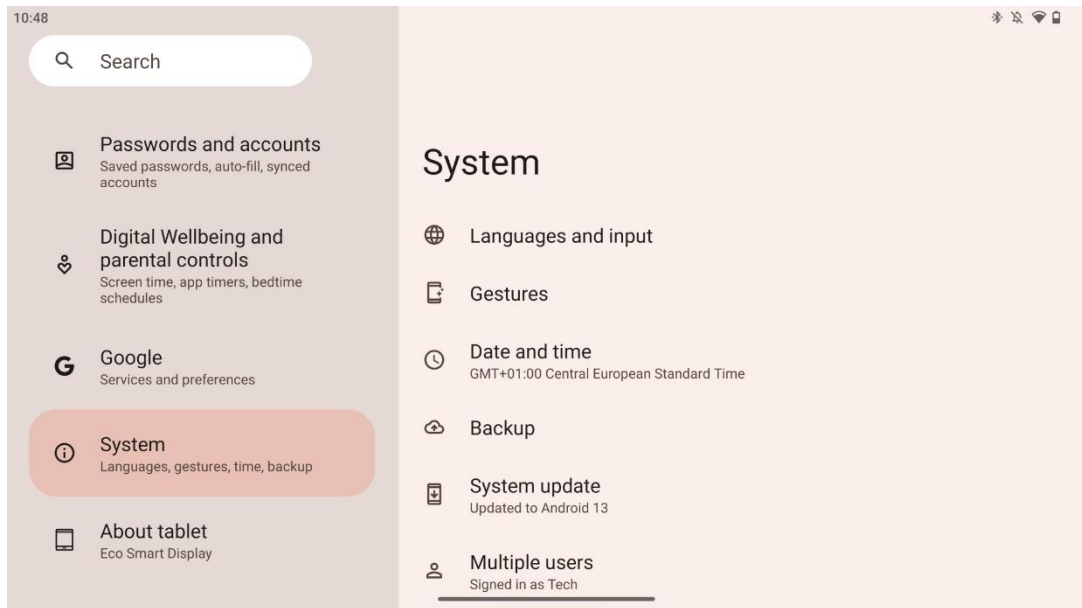 10:48
Search
Passwords and accounts
Saved passwords, auto-fill, synced
accounts
Digital Wellbeing and
parental controls
Screen time, app timers, bedtime
schedules
Google
Services and preferences
System
Languages, gestures, time, backup
About tablet
Eco Smart Display
System
Languages and input
Gestures
Date and time
GMT+01:00 Central European Standard Time
Backup
System update
Updated to Android 13
Multiple users
Signed in as Tech